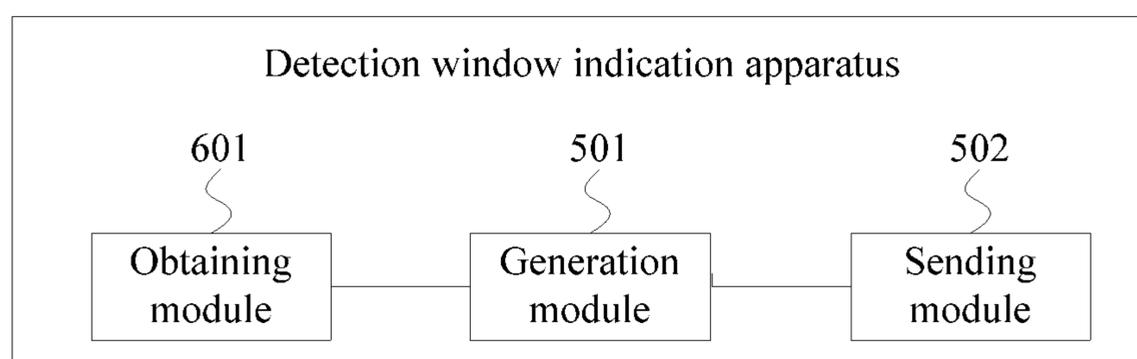 Detection window indication apparatus
601
501
502
Obtaining
module
Generation
module
Sending
module